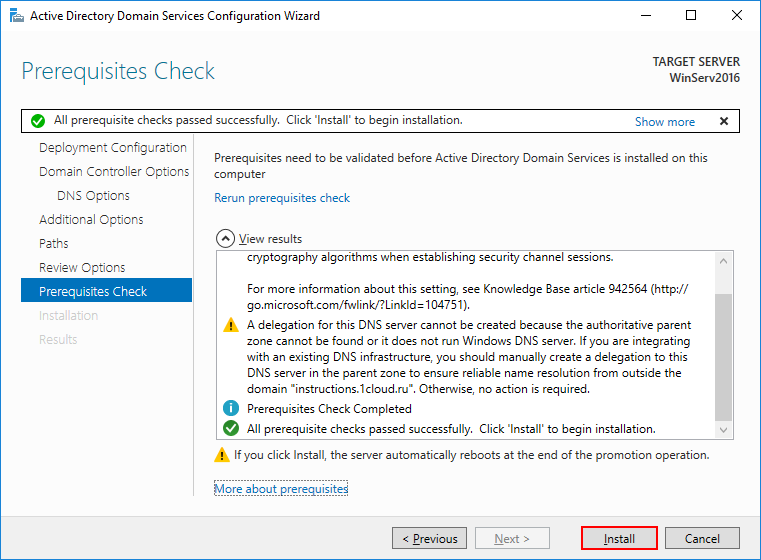 Active Directory Domain Services Configuration Wizard
Prerequisites Check
TARGET SERVER
WinServ2016
All prerequisite checks passed successfully. Click 'Install' to begin installation.
Show more
Deployment Configuration
Domain Controller Options
DNS Options
Additional Options
Paths
Review Options
Prerequisites Check
Installation
Results
Prerequisites need to be validated before Active Directory Domain Services is installed on this
computer
Rerun prerequisites check
View results
cryptography algorithms when establishing security channel sessions.
For more information about this setting, see Knowledge Base article 942564 (http://
go.microsoft.com/fwlink/?LinkId=104751).
A delegation for this DNS server cannot be created because the authoritative parent
zone cannot be found or it does not run Windows DNS server. If you are integrating
with an existing DNS infrastructure, you should manually create a delegation to this
DNS server in the parent zone to ensure reliable name resolution from outside the
domain "instructions.1cloud.ru". Otherwise, no action is required.
Prerequisites Check Completed
All prerequisite checks passed successfully. Click 'Install' to begin installation.
If you click Install, the server automatically reboots at the end of the promotion operation.
More about prerequisites
< Previous
Next >
Install
Cancel